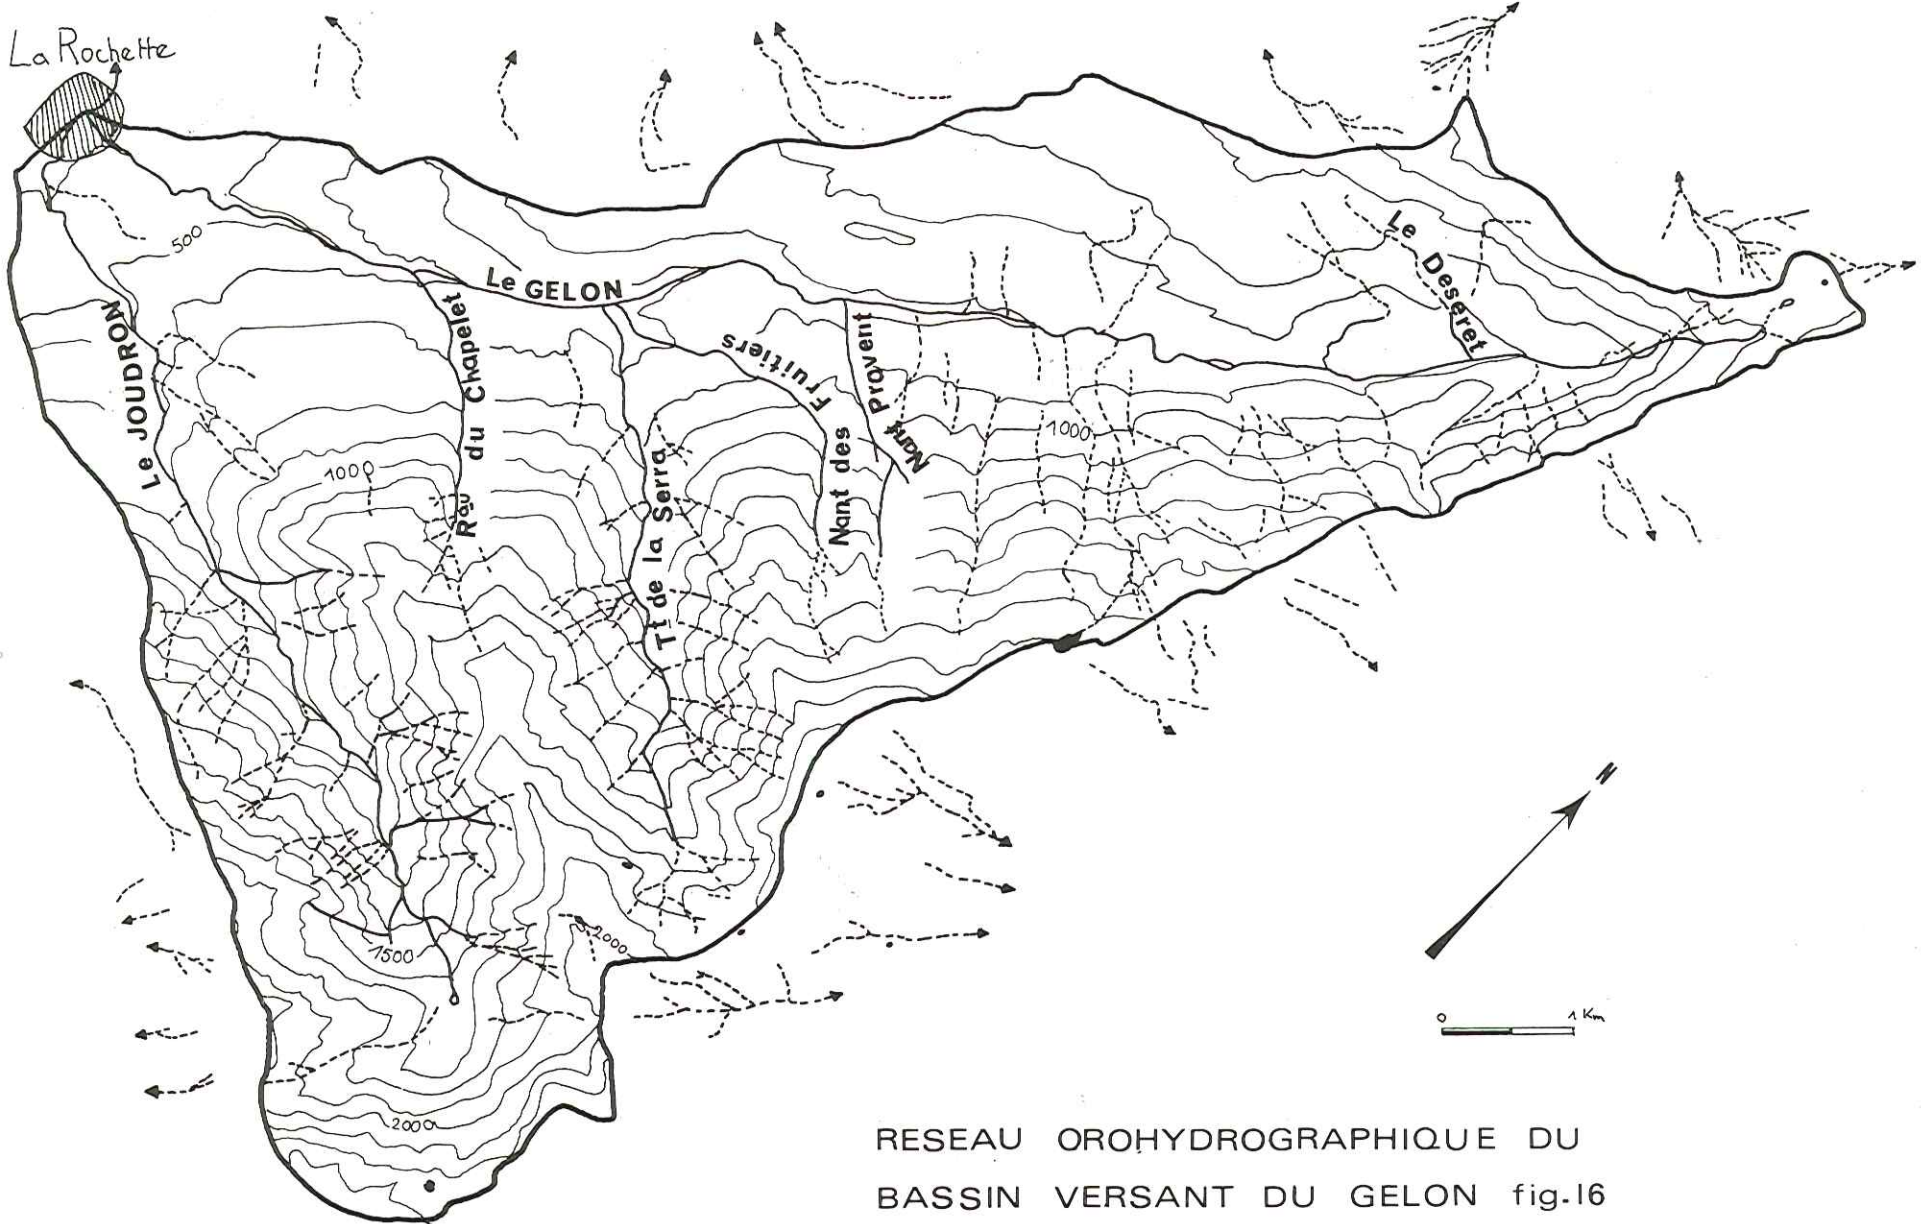 La Rochette
500
Le GELON
Le DESERET
Le JOUDRON
Rau du Chapelet
Tt de la Serra
Nant des Fruitiers
Nant Provent
1000
1000
1500
2000
2000
N
0 1 Km
RESEAU OROHYDROGRAPHIQUE DU
BASSIN VERSANT DU GELON fig.16